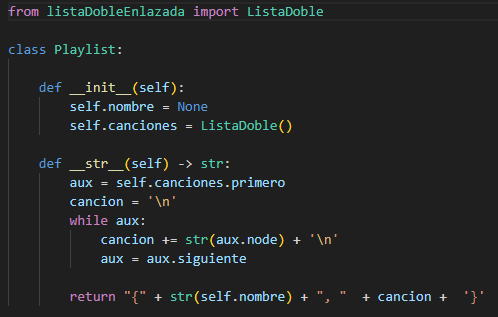 from listaDobleEnlazada import ListaDoble
class Playlist:
    def __init__(self):
        self.nombre = None
        self.canciones = ListaDoble()
    def __str__(self) -> str:
        aux = self.canciones.primero
        cancion = '\n'
        while aux:
            cancion += str(aux.node) + '\n'
            aux = aux.siguiente
        return "{" + str(self.nombre) + ", "  + cancion +  '}'